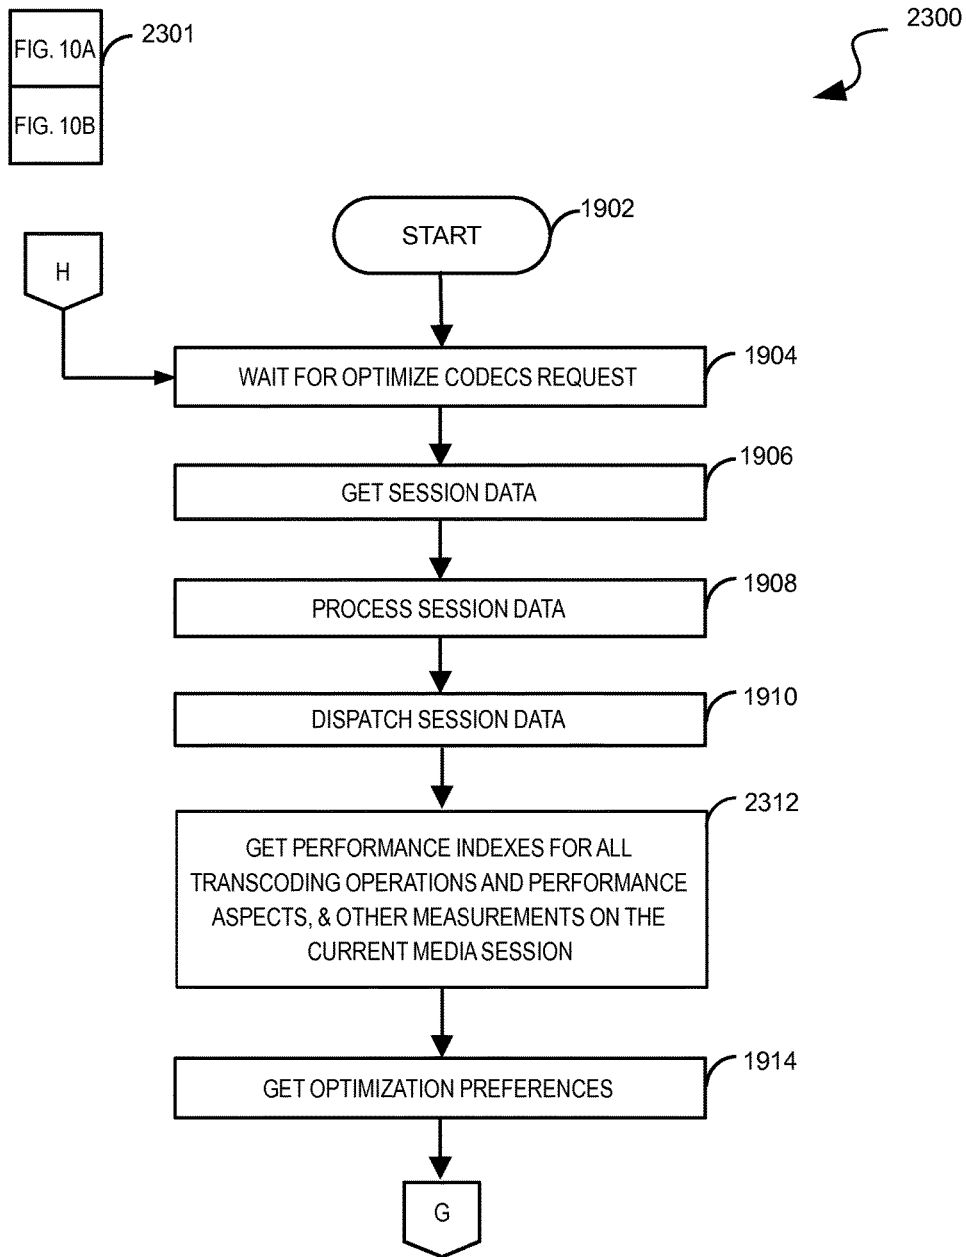 2300
FIG. 10A
2301
FIG. 10B
START
1902
H
WAIT FOR OPTIMIZE CODECS REQUEST
1904
GET SESSION DATA
1906
PROCESS SESSION DATA
1908
DISPATCH SESSION DATA
1910
GET PERFORMANCE INDEXES FOR ALL
TRANSCODING OPERATIONS AND PERFORMANCE
ASPECTS, & OTHER MEASUREMENTS ON THE
CURRENT MEDIA SESSION
2312
GET OPTIMIZATION PREFERENCES
1914
G